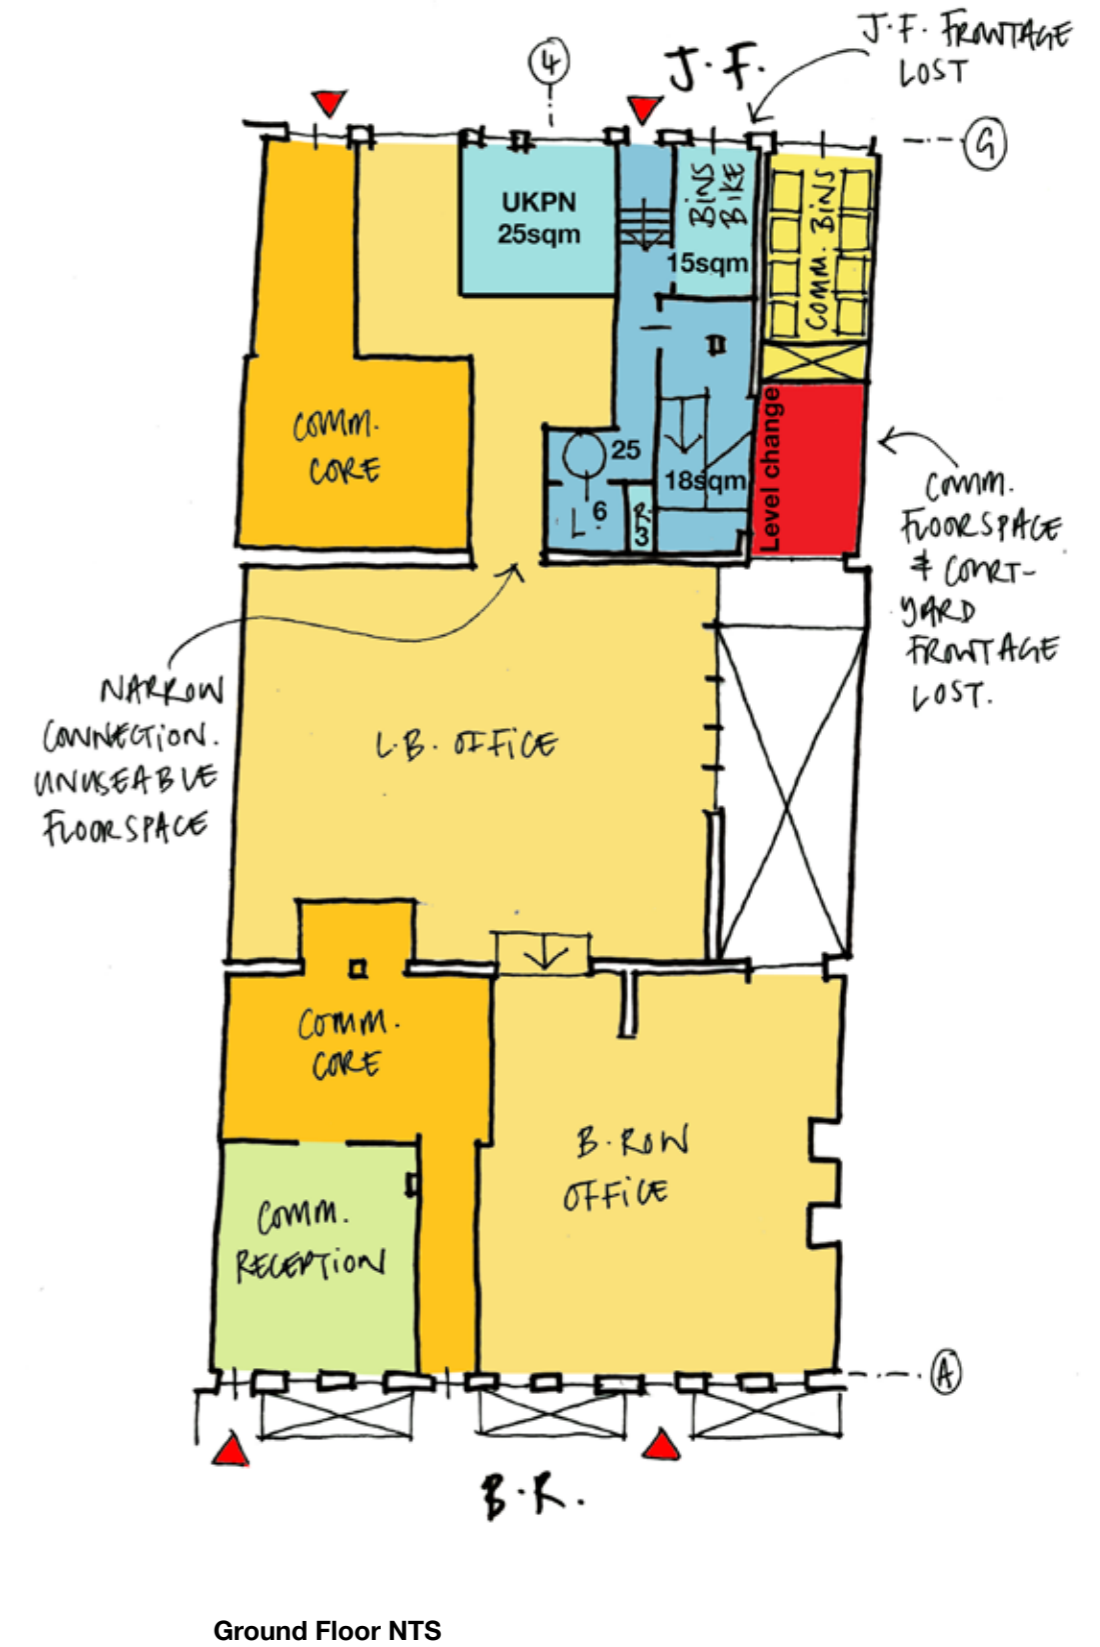 J.F. FRONTAGE
LOST
4
J.F.
G
UKPN
25sqm
BiNS
BIKE
15sqm
COMM. BiNS
COMM.
CORE
25
18sqm
L.
6
R.
3
Level change
COMM.
FLOORSPACE
& COURT-
YARD
FRONTAGE
LOST.
NARROW
CONNECTiON.
UNUSEABLE
FLOORSPACE
L.B. OFFiCE
COMM.
CORE
B.ROW
OFFiCE
COMM.
RECEPTiON
A
B.R.
Ground Floor NTS